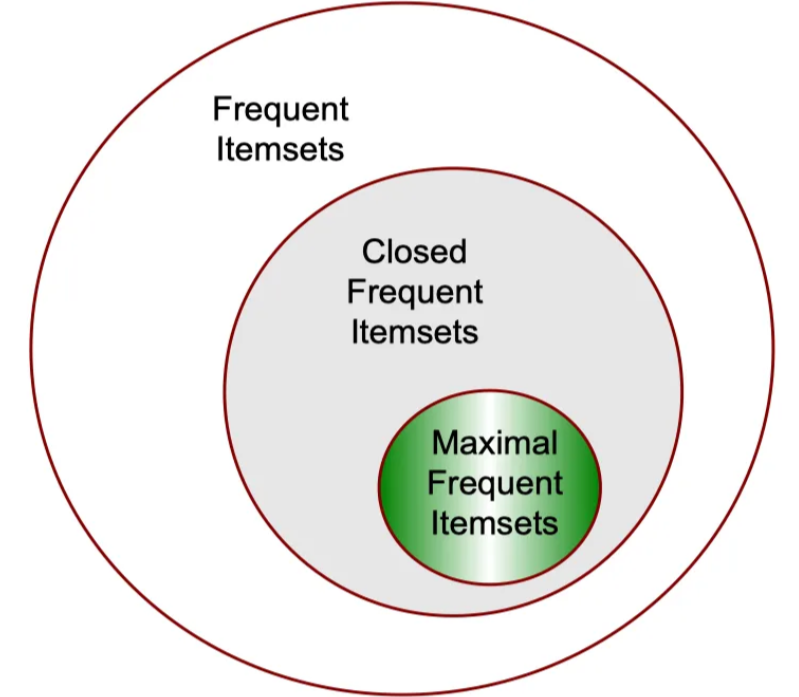 Frequent
Itemsets
Closed
Frequent
Itemsets
Maximal
Frequent
Itemsets